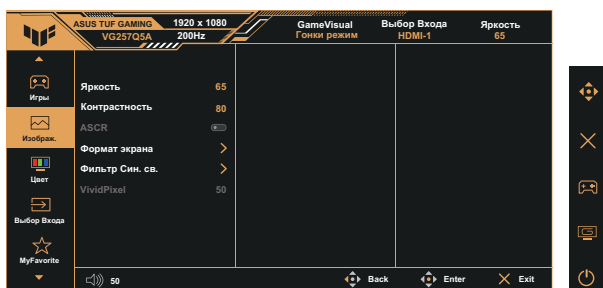 ASUS TUF GAMING 1920 x 1080 GameVisual Выбор Входа Яркость
VG257Q5A 200Hz Гонки режим HDMI-1 65
Игры
Изображ.
Цвет
Выбор Входа
MyFavorite
Яркость 65
Контрастность 80
ASCR
Формат экрана
Фильтр Син. св.
VividPixel 50
50 Back Enter Exit